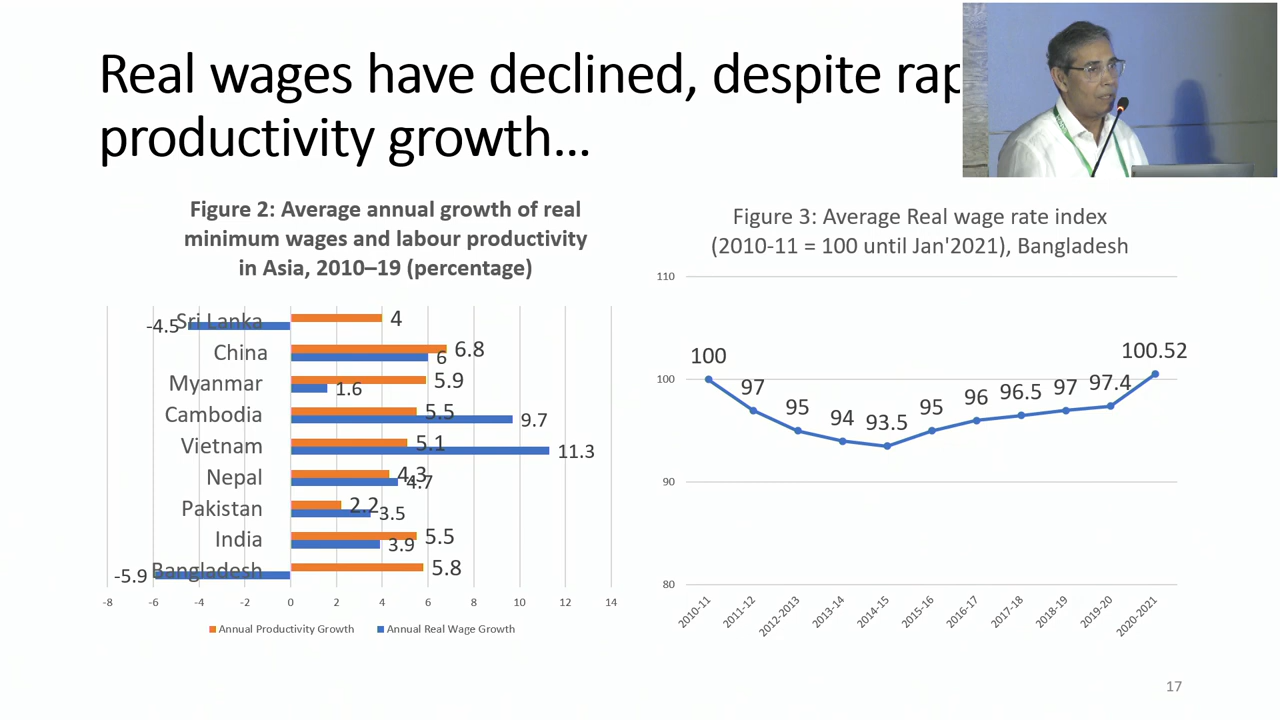 Real wages have declined, despite
productivity growth...
Figure 2: Average annual growth of real
minimum wages and labour productivity
in Asia, 2010–19 (percentage)
Sri Lanka 4
-4.5
China 6.8
6
Myanmar 5.9
1.6
Cambodia 5.5
9.7
Vietnam 5.1
11.3
Nepal 4.3
4.7
Pakistan 2.2
3.5
India 5.5
3.9
Bangladesh 5.8
-5.9
-8 -6 -4 -2 0 2 4 6 8 10 12 14
Annual Productivity Growth Annual Real Wage Growth
Figure 3: Average Real wage rate index
(2010-11 = 100 until Jan'2021), Bangladesh
110
100
90
80
100 97 95 94 93.5 95 96 96.5 97 97.4 100.52
2010-11 2011-12 2012-2013 2013-14 2014-15 2015-16 2016-17 2017-18 2018-19 2019-20 2020-2021
17